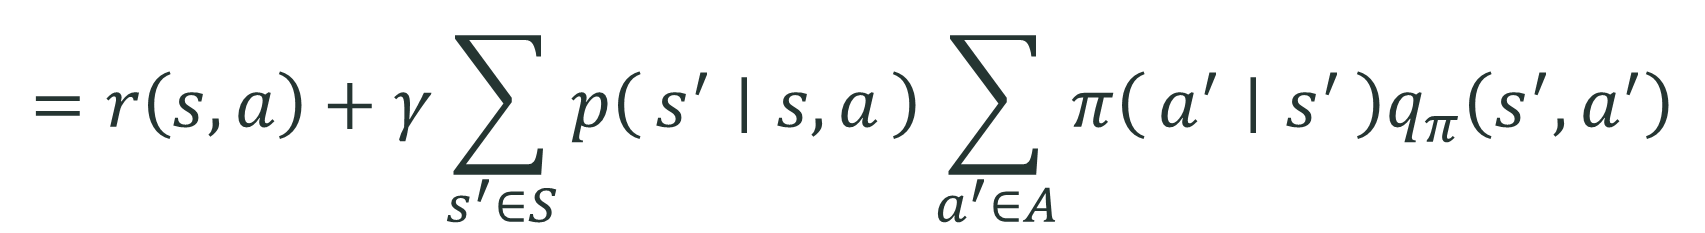 = r(s, a) + γ ∑_{s′∈S} p( s′ ∣ s, a ) ∑_{a′∈A} π( a′ ∣ s′ )q_π(s′, a′)